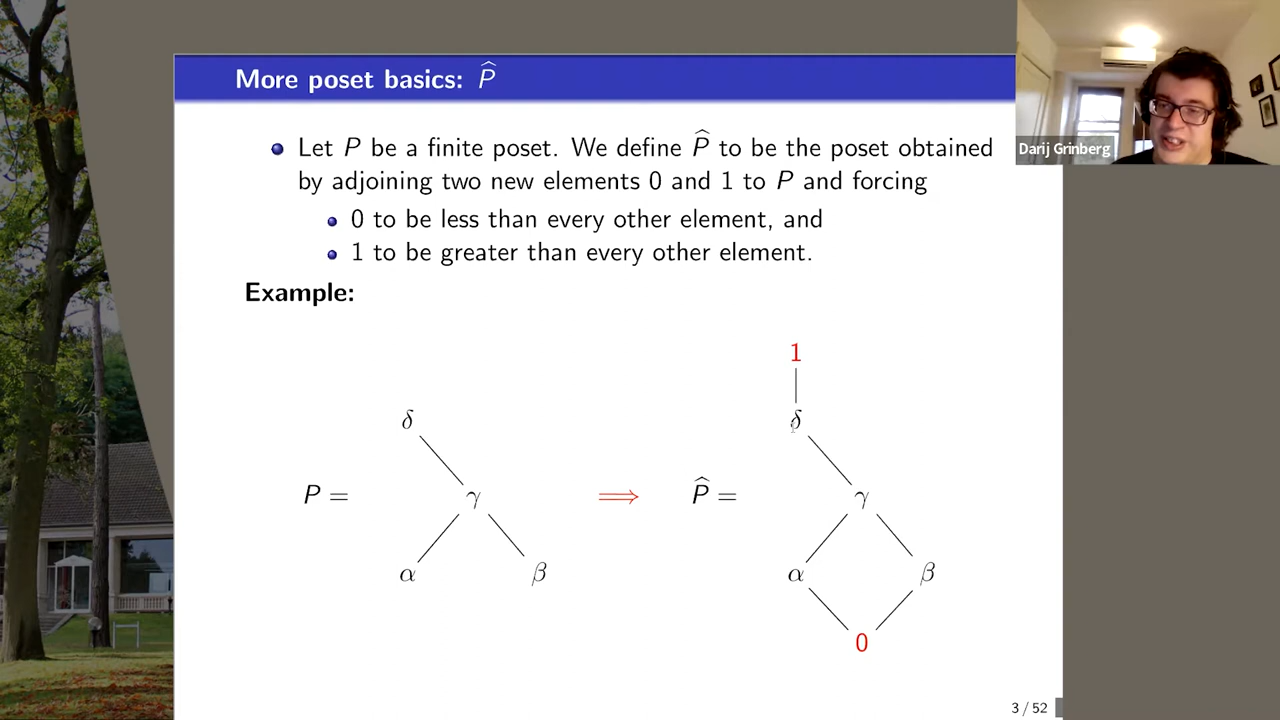 More poset basics: P̂
Darij Grinberg
Let P be a finite poset. We define P̂ to be the poset obtained
by adjoining two new elements 0 and 1 to P and forcing
0 to be less than every other element, and
1 to be greater than every other element.
Example:
1
δ δ
P = γ ⟹ P̂ = γ
α β α β
0
3 / 52